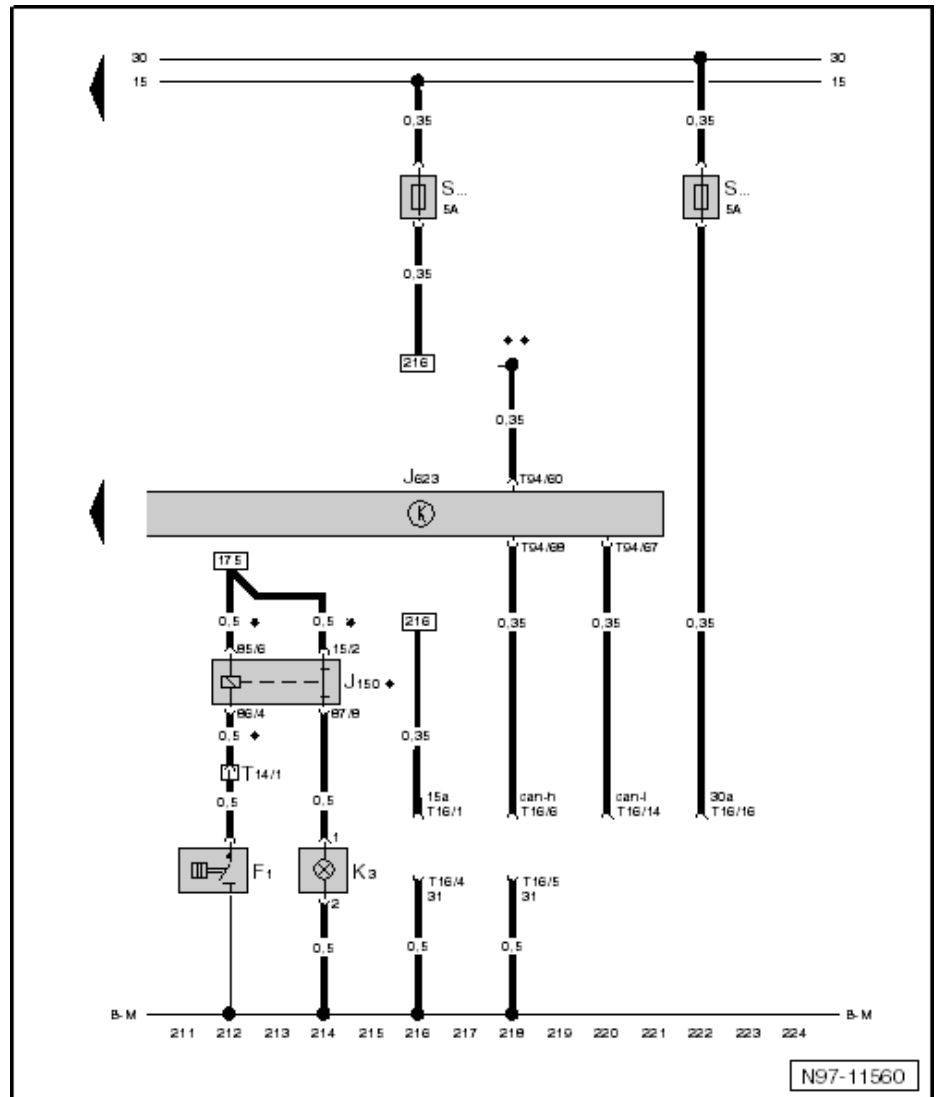 30 30
15 15
0,35 0,35
S...
5A
S...
5A
0,35
216
0,35
J623 T94/60
K
T94/68 T94/67
175
0,5 0,5 216 0,35 0,35 0,35
85/6 15/2
J150
86/4 87/8
0,5 0,35
T14/1
0,5 0,5
15a
T16/1
can-h
T16/6
can-l
T16/14
30a
T16/16
1
F1 K3
T16/4
31
T16/5
31
2
0,5 0,5 0,5
B-M B-M
211 212 213 214 215 216 217 218 219 220 221 222 223 224
N97-11560